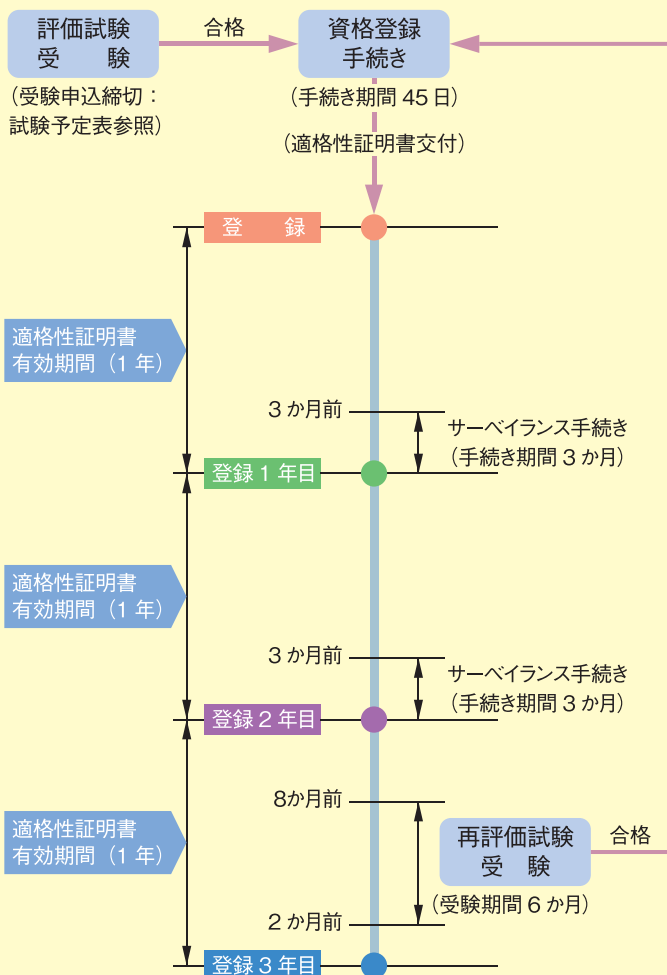 評価試験
受　　験
合格
資格登録
手続き
（受験申込締切：
試験予定表参照）
（手続き期間 45 日）
（適格性証明書交付）
登　　録
適格性証明書
有効期間（1 年）
3 か月前
サーベイランス手続き
（手続き期間 3 か月）
登録 1 年目
適格性証明書
有効期間（1 年）
3 か月前
サーベイランス手続き
（手続き期間 3 か月）
登録 2 年目
8か月前
適格性証明書
有効期間（1 年）
再評価試験
受　験
合格
（受験期間 6 か月）
2 か月前
登録 3 年目